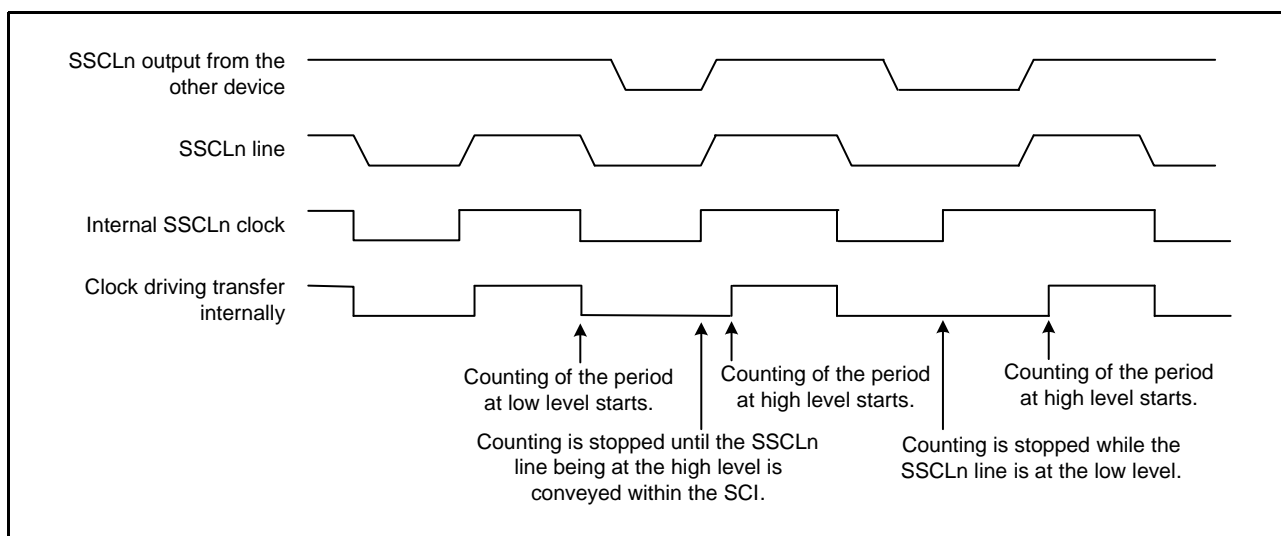 SSCLn output from the
other device
SSCLn line
Internal SSCLn clock
Clock driving transfer
internally
Counting of the period
at low level starts.
Counting of the period
at high level starts.
Counting of the period
at high level starts.
Counting is stopped until the SSCLn
line being at the high level is
conveyed within the SCI.
Counting is stopped while the
SSCLn line is at the low level.